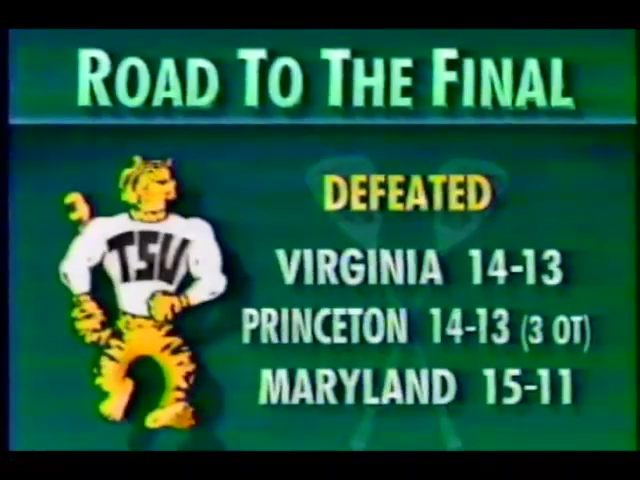 ROAD TO THE FINAL
DEFEATED
TSU
VIRGINIA 14-13
PRINCETON 14-13 (3 OT)
MARYLAND 15-11